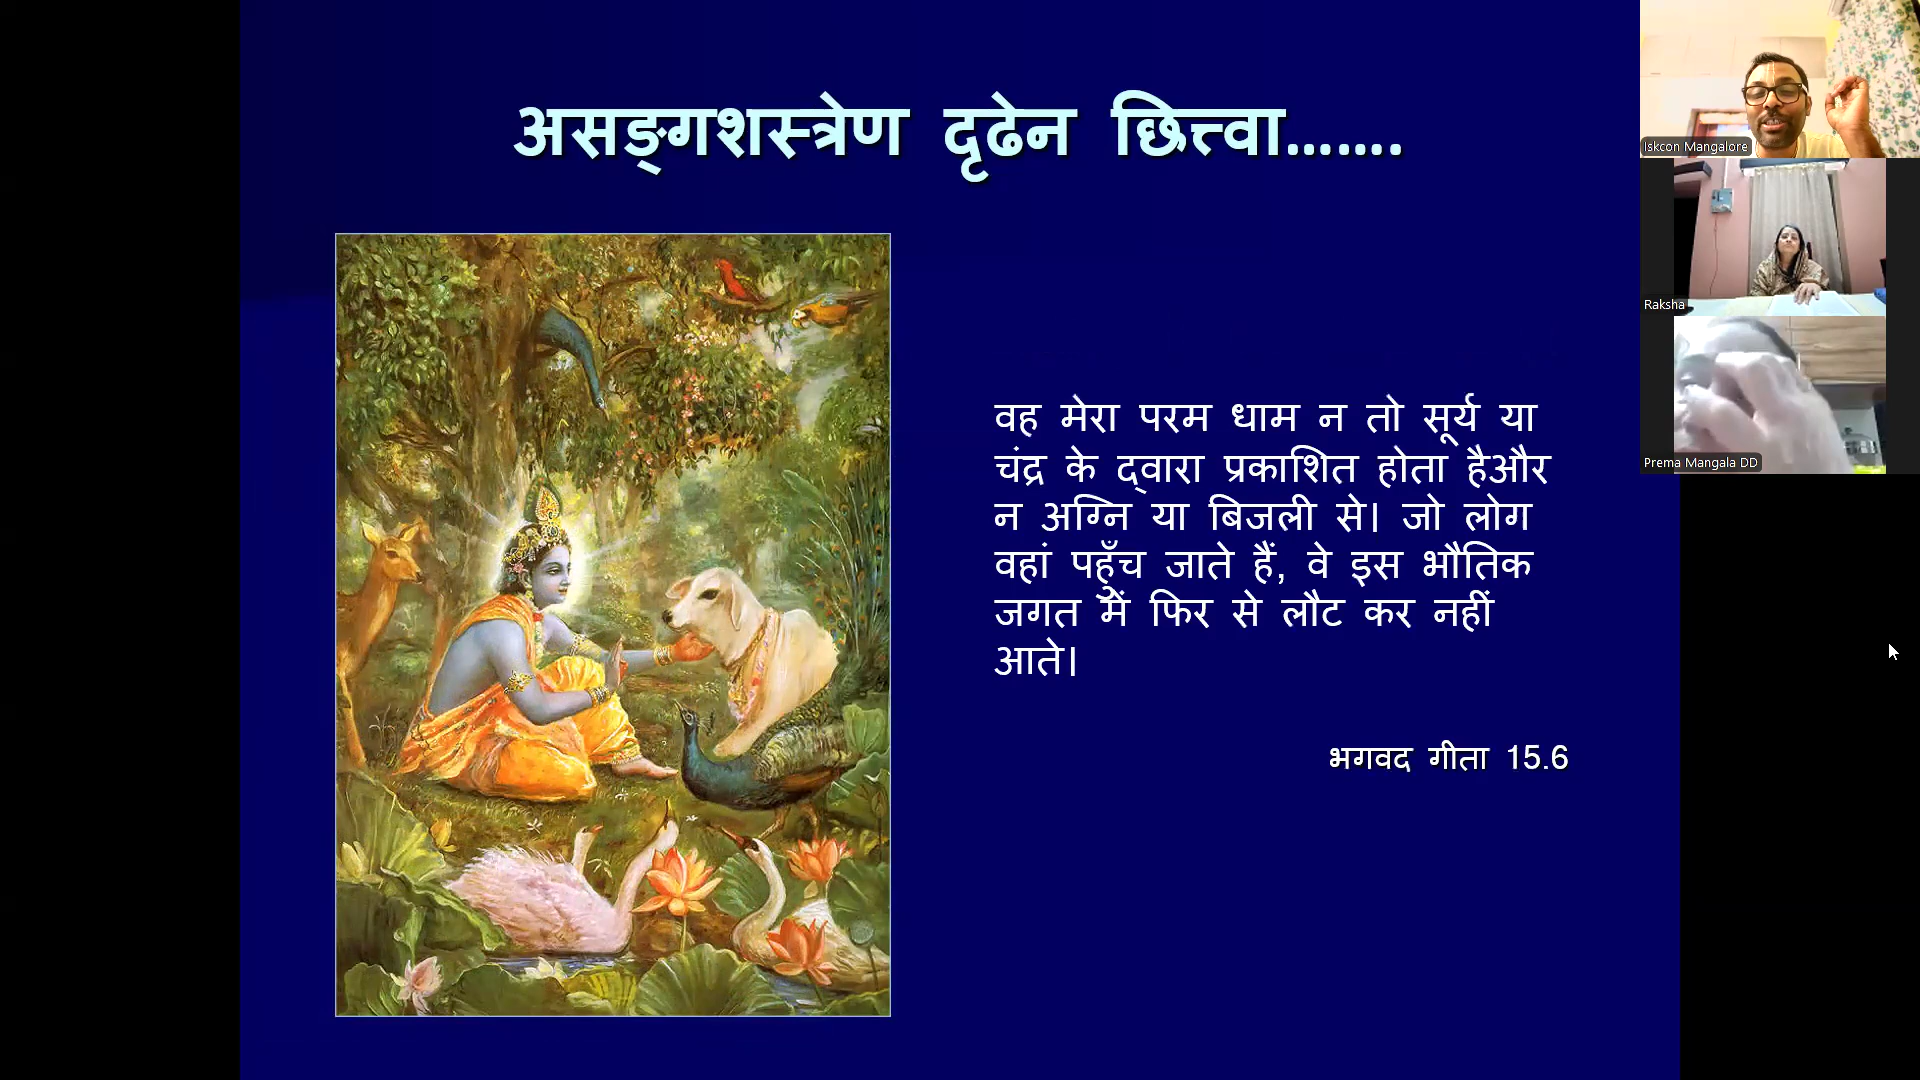 असङ्गशस्त्रेण दृढेन छित्त्वा.......
वह मेरा परम धाम न तो सूर्य या
चंद्र के द्वारा प्रकाशित होता हैऔर
न अग्नि या बिजली से। जो लोग
वहां पहुँच जाते हैं, वे इस भौतिक
जगत में फिर से लौट कर नहीं
आते।
भगवद गीता 15.6
Iskcon Mangalore
Raksha
Prema Mangala DD